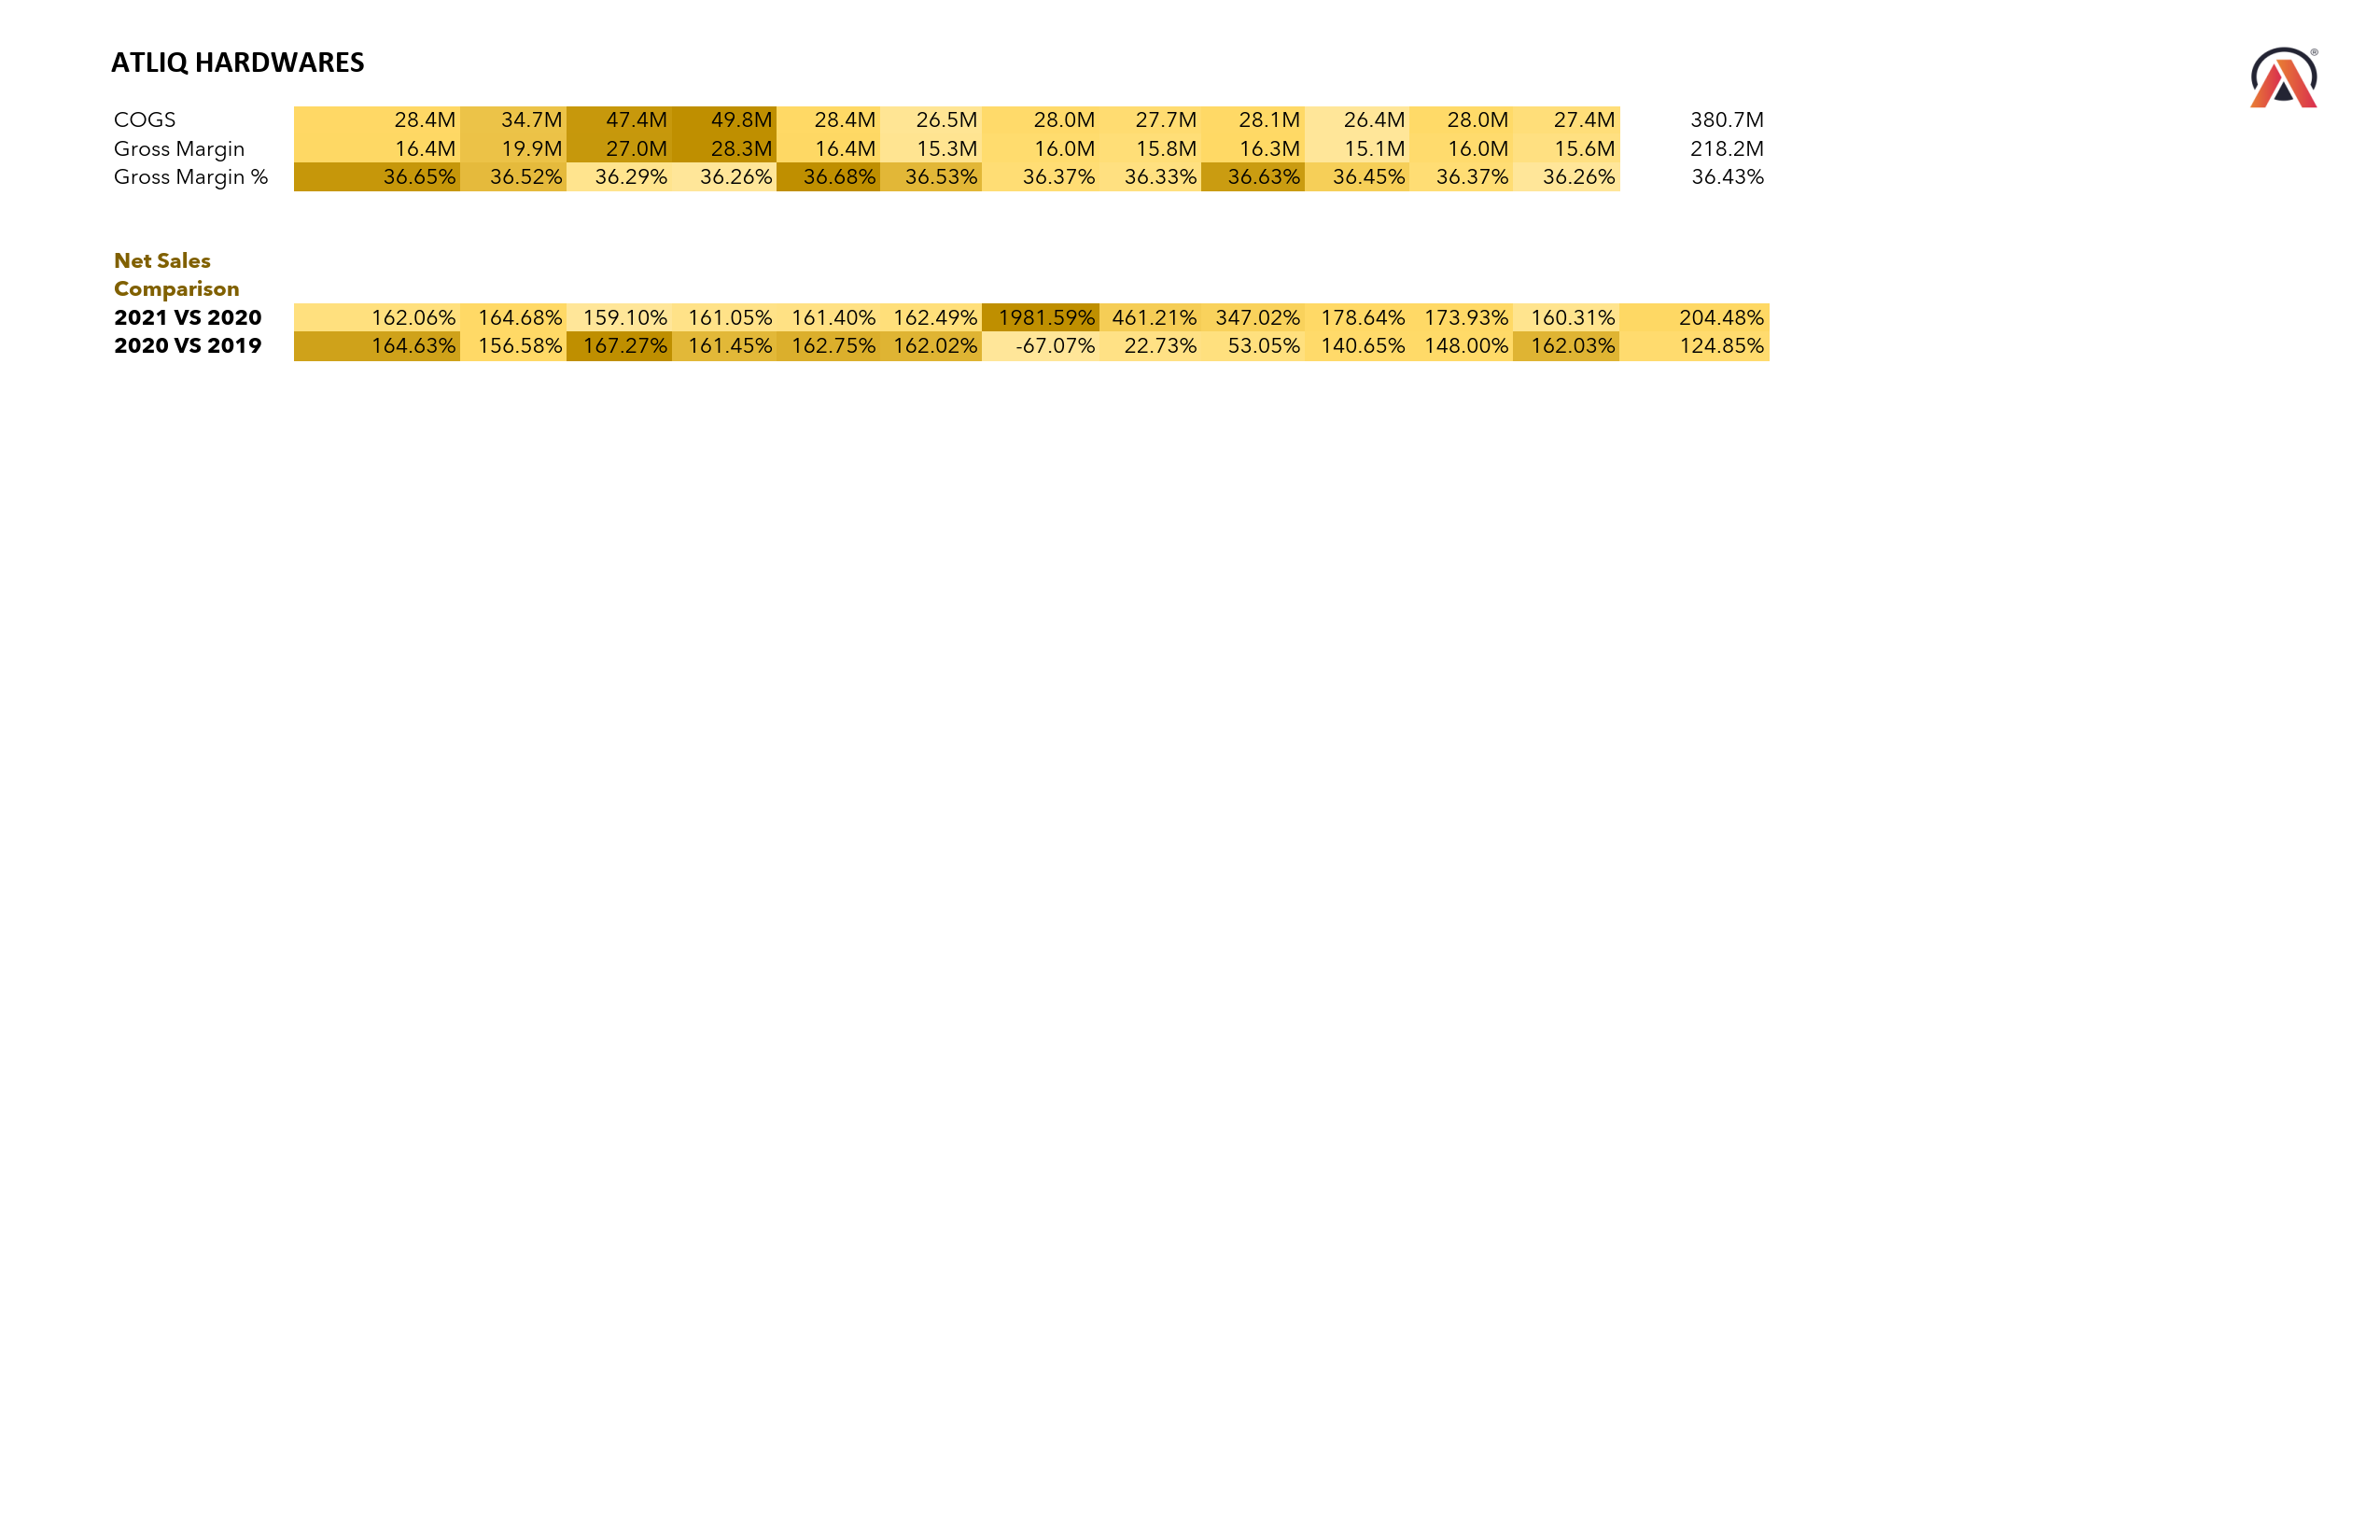 ATLIQ HARDWARES
®
COGS 28.4M 34.7M 47.4M 49.8M 28.4M 26.5M 28.0M 27.7M 28.1M 26.4M 28.0M 27.4M 380.7M
Gross Margin 16.4M 19.9M 27.0M 28.3M 16.4M 15.3M 16.0M 15.8M 16.3M 15.1M 16.0M 15.6M 218.2M
Gross Margin % 36.65% 36.52% 36.29% 36.26% 36.68% 36.53% 36.37% 36.33% 36.63% 36.45% 36.37% 36.26% 36.43%
Net Sales
Comparison
2021 VS 2020 162.06% 164.68% 159.10% 161.05% 161.40% 162.49% 1981.59% 461.21% 347.02% 178.64% 173.93% 160.31% 204.48%
2020 VS 2019 164.63% 156.58% 167.27% 161.45% 162.75% 162.02% -67.07% 22.73% 53.05% 140.65% 148.00% 162.03% 124.85%